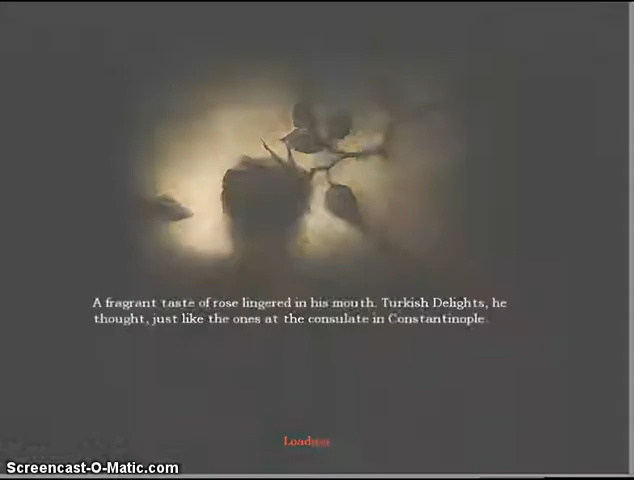 A fragrant taste of rose lingered in his mouth. Turkish Delights, he
thought, just like the ones at the consulate in Constantinople.
Loading
Screencast-O-Matic.com